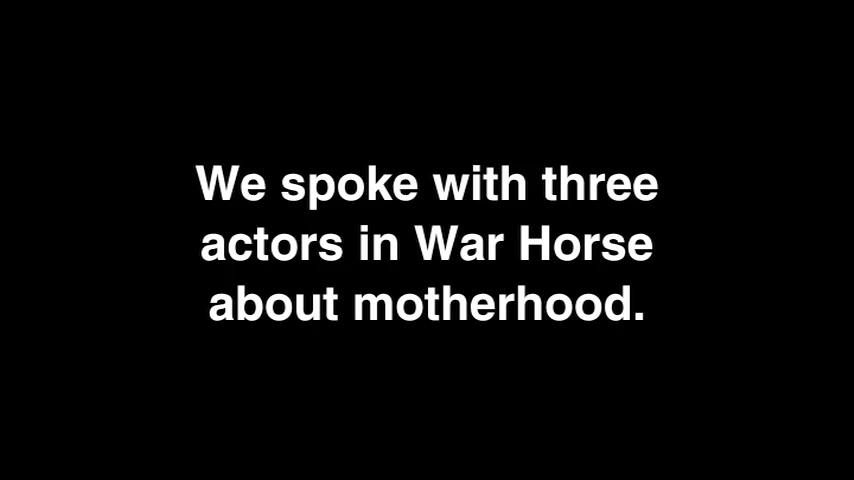 We spoke with three
actors in War Horse
about motherhood.